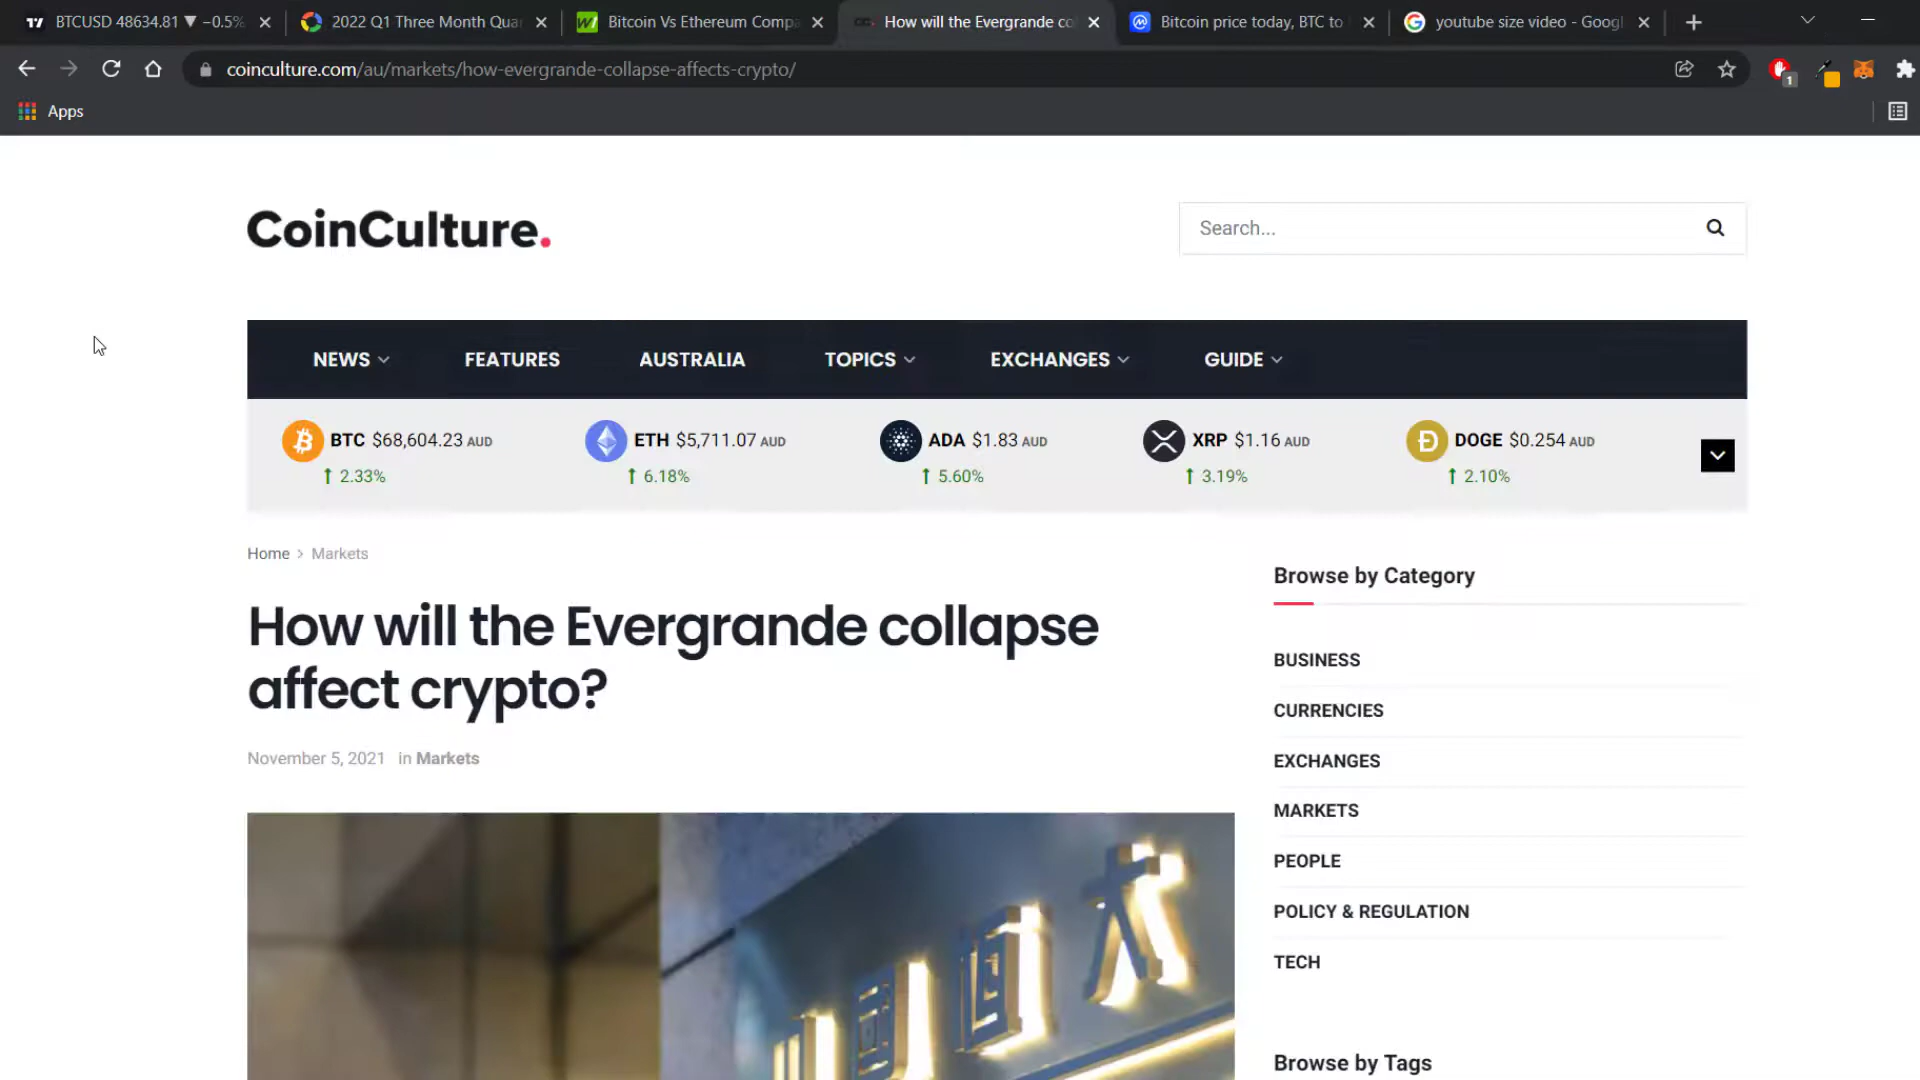 BTCUSD 48634.81 ▼ −0.5%
2022 Q1 Three Month Qua
Bitcoin Vs Ethereum Compa
How will the Evergrande co
Bitcoin price today, BTC to
youtube size video - Googl
coinculture.com/au/markets/how-evergrande-collapse-affects-crypto/
1
Apps
CoinCulture.
Search...
NEWS FEATURES AUSTRALIA TOPICS EXCHANGES GUIDE
BTC $68,604.23 AUD
2.33%
ETH $5,711.07 AUD
6.18%
ADA $1.83 AUD
5.60%
XRP $1.16 AUD
3.19%
DOGE $0.254 AUD
2.10%
Home > Markets
How will the Evergrande collapse
affect crypto?
November 5, 2021 in Markets
Browse by Category
BUSINESS
CURRENCIES
EXCHANGES
MARKETS
PEOPLE
POLICY & REGULATION
TECH
Browse by Tags